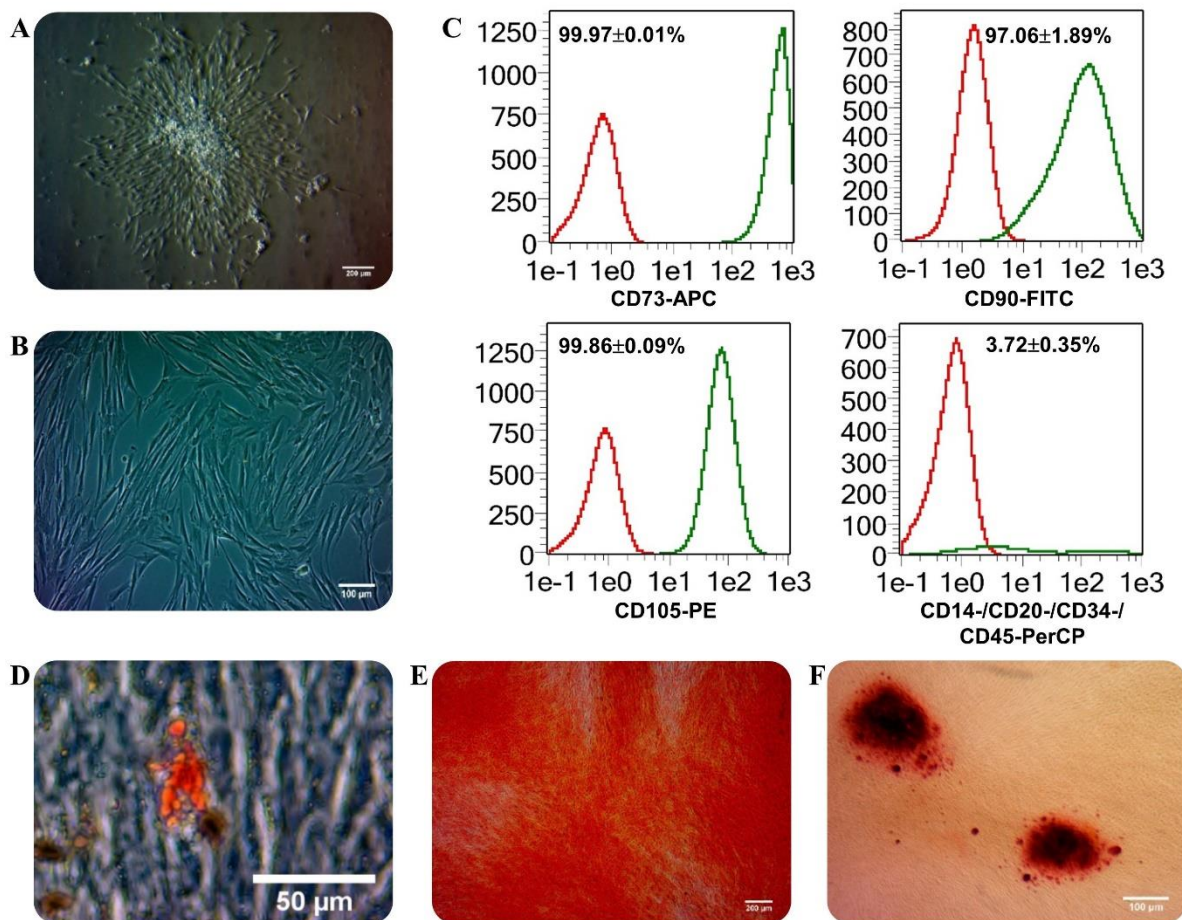 A
200 μm
B
100 μm
C
99.97±0.01%
1250
1000
750
500
250
0
1e-1 1e0 1e1 1e2 1e3
CD73-APC
97.06±1.89%
800
700
600
500
400
300
200
100
0
1e-1 1e0 1e1 1e2 1e3
CD90-FITC
99.86±0.09%
1250
1000
750
500
250
0
1e-1 1e0 1e1 1e2 1e3
CD105-PE
3.72±0.35%
700
600
500
400
300
200
100
0
1e-1 1e0 1e1 1e2 1e3
CD14-/CD20-/CD34-/
CD45-PerCP
D
50 μm
E
200 μm
F
100 μm